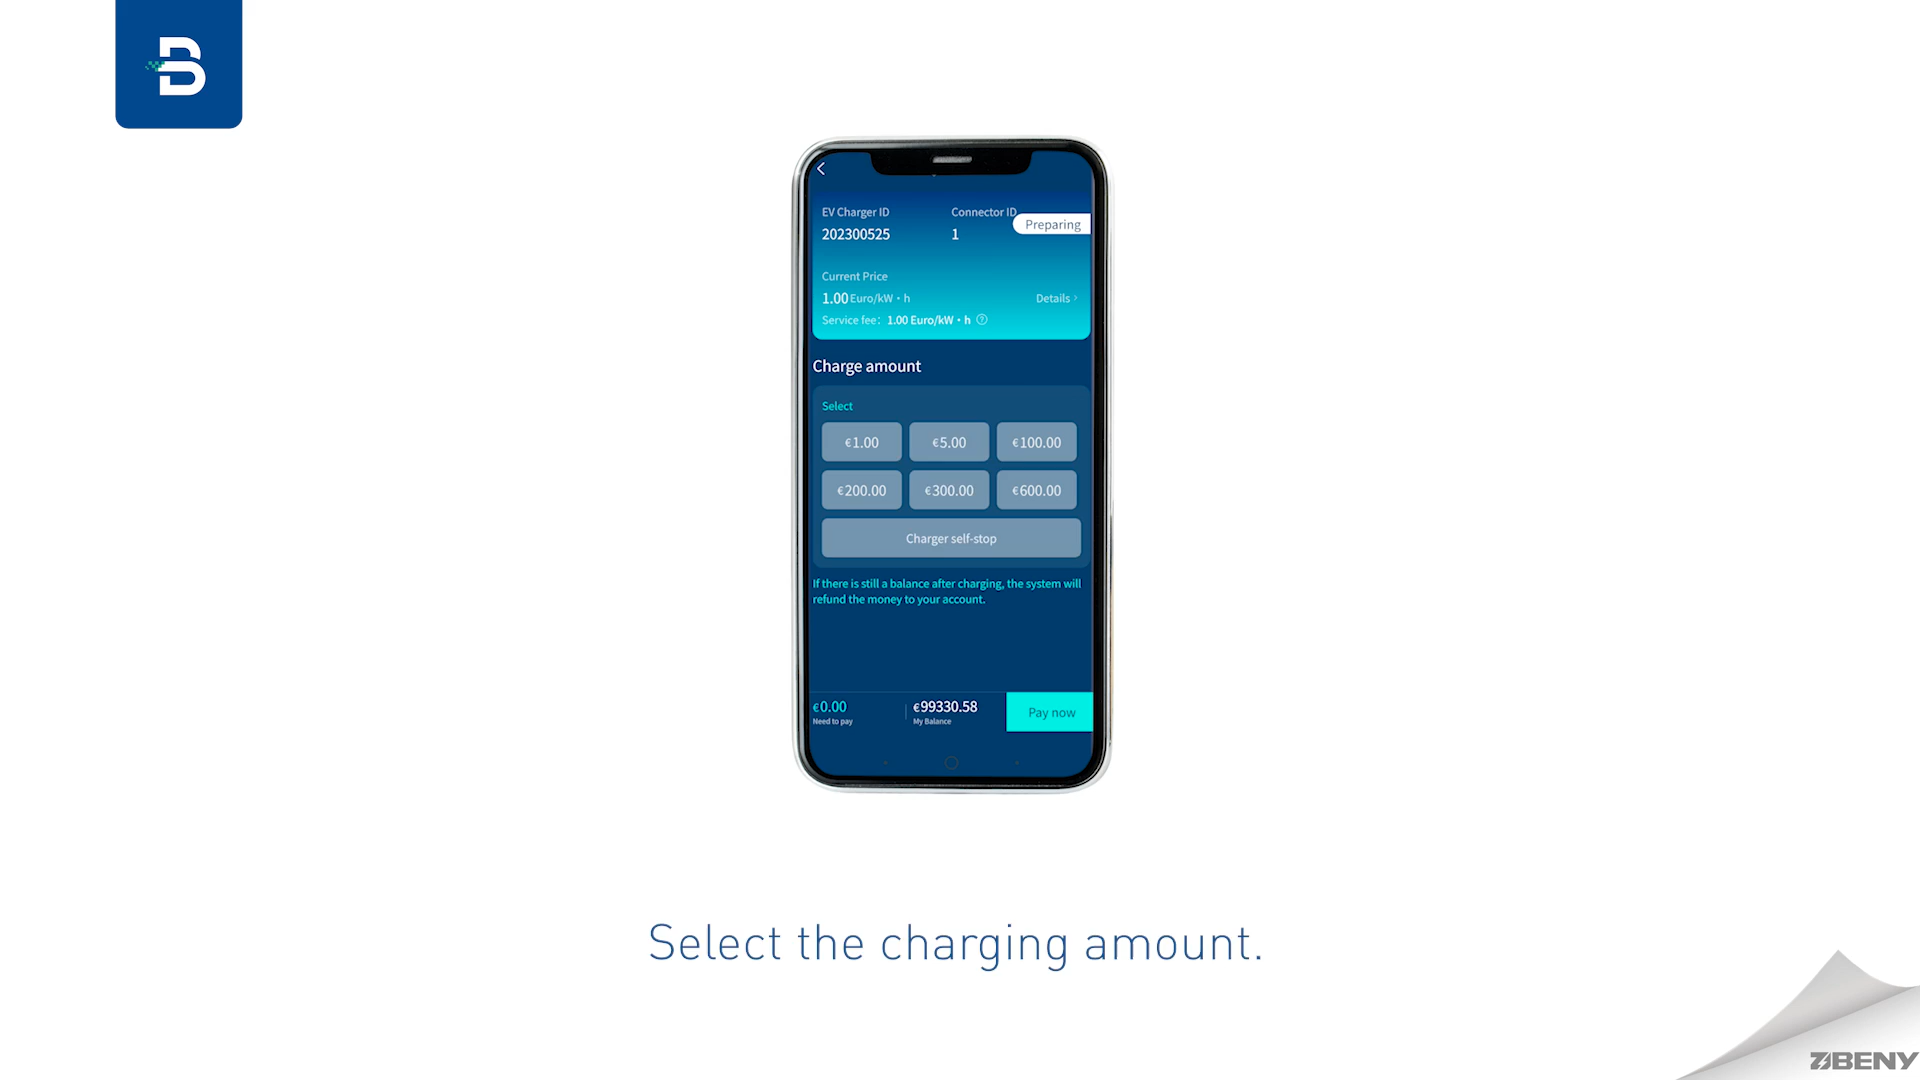 B
EV Charger ID
Connector ID
Preparing
202300525
1
Current Price
1.00 Euro/kW·h
Details >
Service fee: 1.00 Euro/kW·h ?
Charge amount
Select
€1.00
€5.00
€100.00
€200.00
€300.00
€600.00
Charger self-stop
If there is still a balance after charging, the system will
refund the money to your account.
€0.00
Need to pay
€99330.58
My Balance
Pay now
Select the charging amount.
ZJBENY